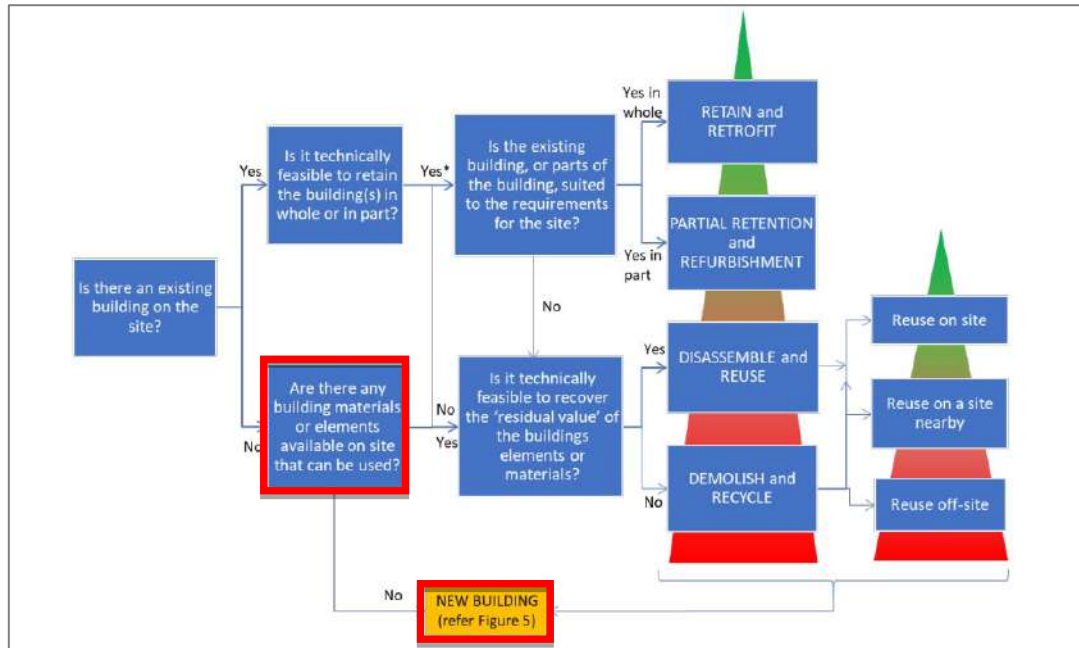 Is there an existing
building on the
site?
Yes
No
Is it technically
feasible to retain
the building(s) in
whole or in part?
Yes*
Is the existing
building, or parts of
the building, suited
to the requirements
for the site?
Yes in
whole
Yes in
part
No
RETAIN and
RETROFIT
PARTIAL RETENTION
and
REFURBISHMENT
Are there any
building materials
or elements
available on site
that can be used?
No
Yes
Is it technically
feasible to recover
the ‘residual value’ of
the buildings
elements or
materials?
Yes
No
DISASSEMBLE and
REUSE
DEMOLISH and
RECYCLE
Reuse on site
Reuse on a site
nearby
Reuse off-site
No
NEW BUILDING
(refer Figure 5)